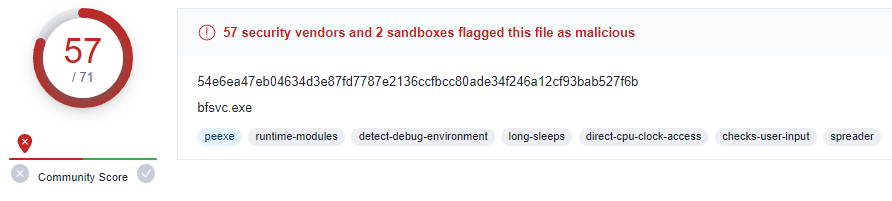 57
/ 71
Community Score
57 security vendors and 2 sandboxes flagged this file as malicious
54e6ea47eb04634d3e87fd7787e2136ccfbcc80ade34f246a12cf93bab527f6b
bfsvc.exe
peexe runtime-modules detect-debug-environment long-sleeps direct-cpu-clock-access checks-user-input spreader